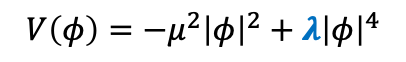 V(ϕ) = −μ²|ϕ|² + λ|ϕ|⁴